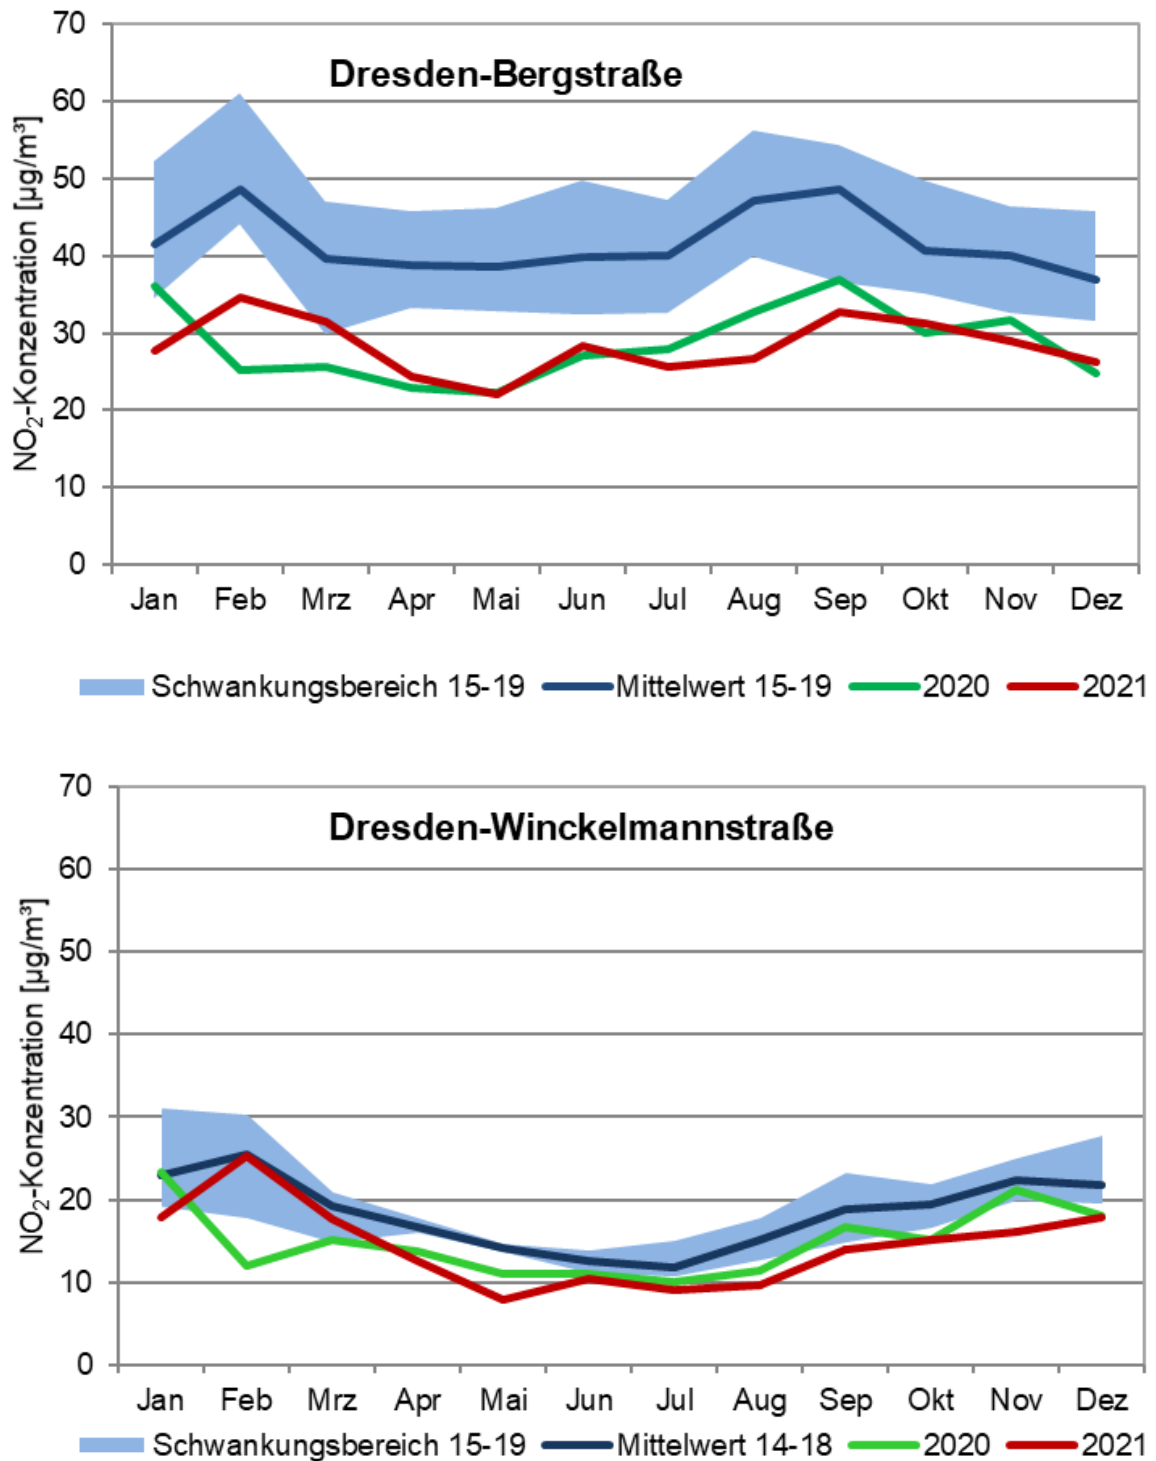 70
Dresden-Bergstraße
60
50
40
30
20
10
0
NO₂-Konzentration [µg/m³]
Jan Feb Mrz Apr Mai Jun Jul Aug Sep Okt Nov Dez
Schwankungsbereich 15-19 Mittelwert 15-19 2020 2021
70
Dresden-Winckelmannstraße
60
50
40
30
20
10
0
NO₂-Konzentration [µg/m³]
Jan Feb Mrz Apr Mai Jun Jul Aug Sep Okt Nov Dez
Schwankungsbereich 15-19 Mittelwert 14-18 2020 2021